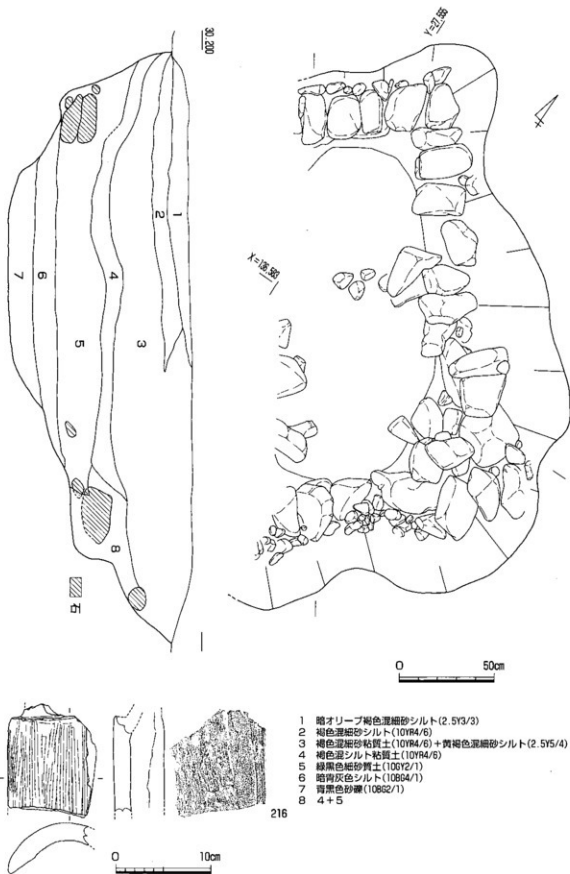 30.200
1
2
3
4
5
6
7
8
石
0 50cm
216
0 10cm
1 暗オリーブ褐色混細砂シルト(2.5Y3/3)
2 褐色混細砂シルト(10YR4/6)
3 褐色混細砂粘質土(10YR4/6)+黄褐色混細砂シルト(2.5Y5/4)
4 褐色混シルト粘質土(10YR4/6)
5 緑黒色細砂質土(10GY2/1)
6 暗青灰色シルト(10BG4/1)
7 青黒色砂礫(10BG2/1)
8 4+5